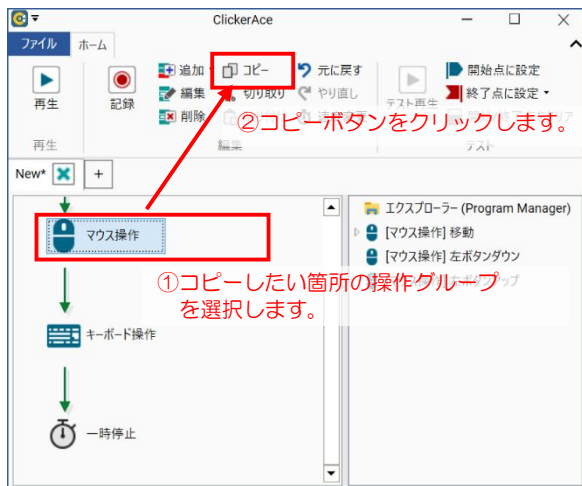 ClickerAce
ファイル ホーム
追加 コピー 元に戻す 開始点に設定
再生 記録 編集 切り取り やり直し テスト再生 終了点に設定
削除
②コピーボタンをクリックします。
再生 編集 テスト
New* +
エクスプローラー (Program Manager)
マウス操作 [マウス操作] 移動
[マウス操作] 左ボタンダウン
①コピーしたい箇所の操作グループ
を選択します。
キーボード操作
一時停止